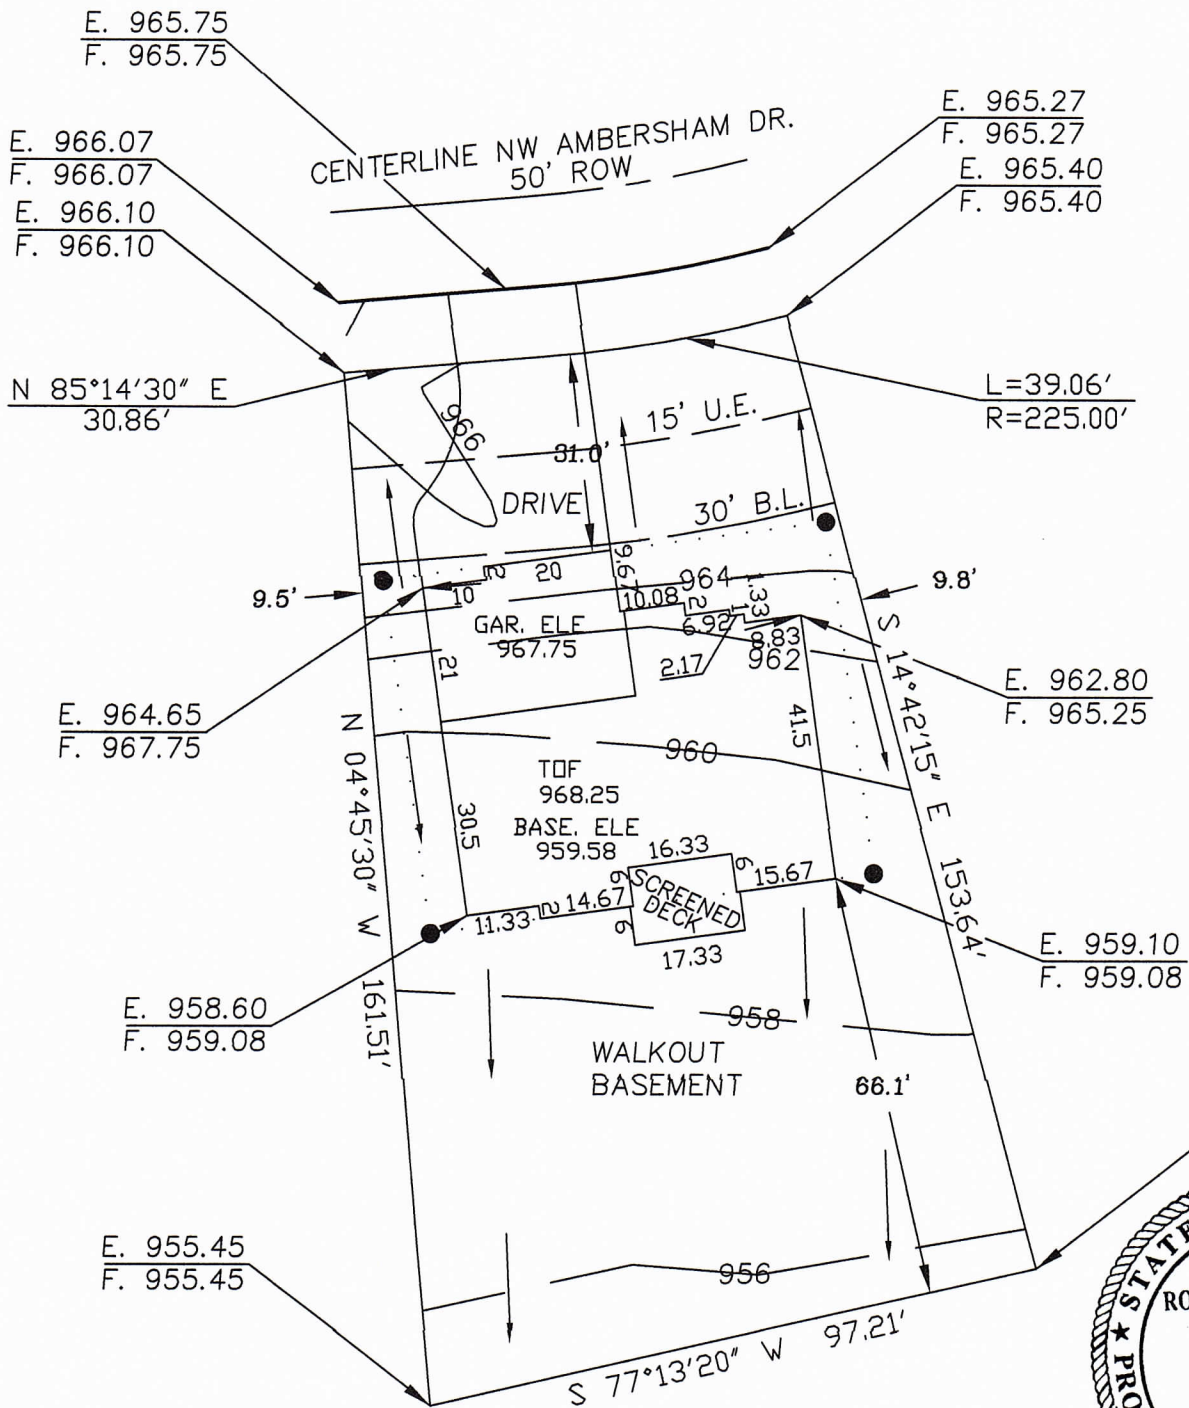 E. 965.75
F. 965.75
CENTERLINE NW AMBERSHAM DR.
50' ROW
E. 965.27
F. 965.27
E. 966.07
F. 966.07
E. 965.40
F. 965.40
E. 966.10
F. 966.10
N 85°14'30" E
30.86'
L=39.06'
R=225.00'
966
15' U.E.
31.0'
DRIVE
30' B.L.
9.5'
2
20
10
9.67
964
1.33
9.8'
10.08
2
1
6.92
8.83
GAR. ELE
967.75
2.17
962
21
S 14°42'15" E 153.64'
E. 962.80
F. 965.25
E. 964.65
F. 967.75
N 04°45'30" W 161.51'
41.5
960
TOF
968.25
30.5
BASE. ELE
959.58
16.33
6
6
15.67
SCREENED
DECK
11.33
2
14.67
6
17.33
E. 959.10
F. 959.08
E. 958.60
F. 959.08
958
WALKOUT
BASEMENT
66.1'
E. 955.45
F. 955.45
956
S 77°13'20" W 97.21'
STATE
RO
★ PRO